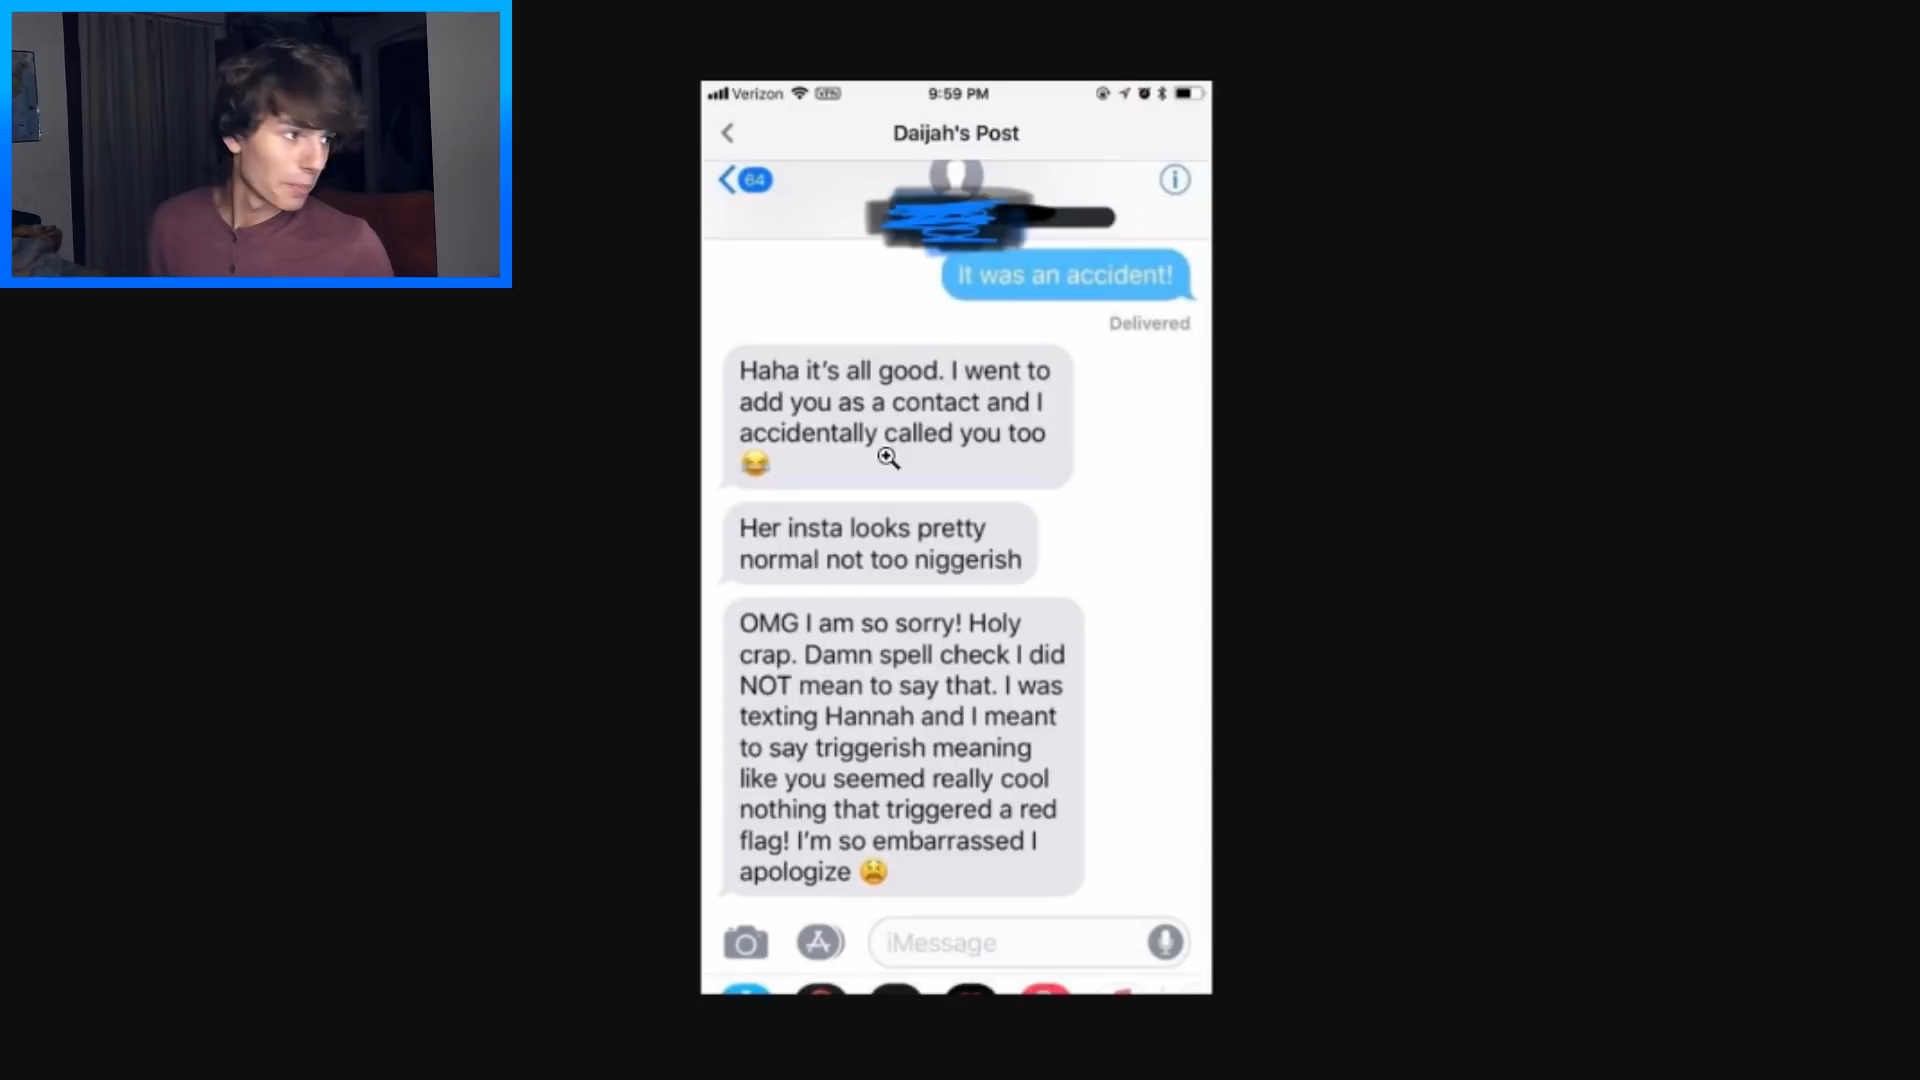 Verizon VPN 9:59 PM
Daijah's Post
64
It was an accident!
Delivered
Haha it's all good. I went to
add you as a contact and I
accidentally called you too
😂
Her insta looks pretty
normal not too niggerish
OMG I am so sorry! Holy
crap. Damn spell check I did
NOT mean to say that. I was
texting Hannah and I meant
to say triggerish meaning
like you seemed really cool
nothing that triggered a red
flag! I'm so embarrassed I
apologize 😫
iMessage